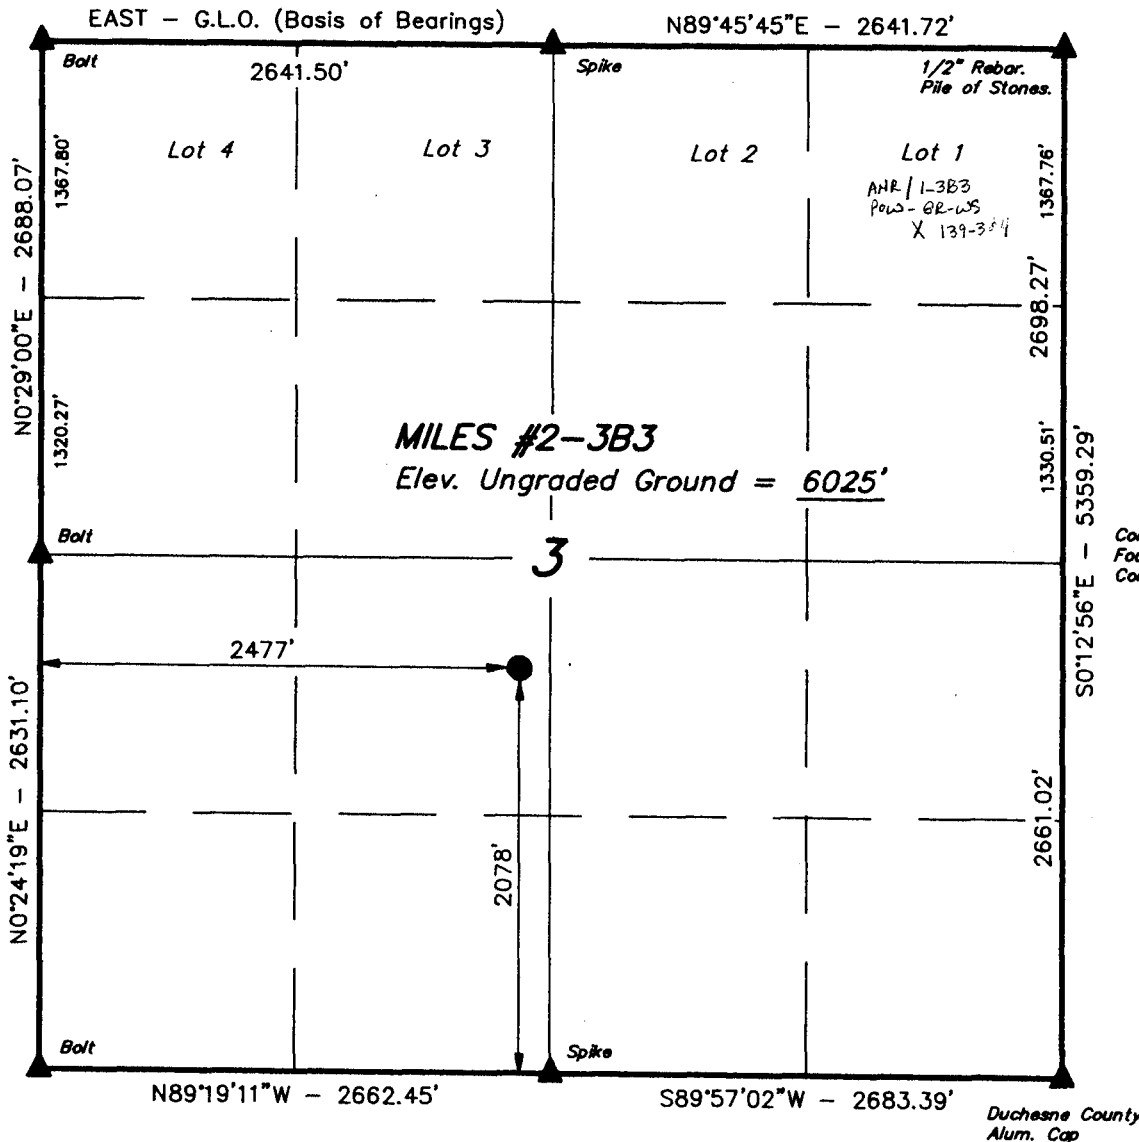 EAST – G.L.O. (Basis of Bearings)
N89°45'45"E – 2641.72'
Bolt
2641.50'
Spike
1/2" Rebar.
Pile of Stones.
Lot 4
Lot 3
Lot 2
Lot 1
ANR / 1-3B3
POW-GR-WS
X 139-3
1367.80'
1367.76'
N0°29'00"E – 2688.07'
2698.27'
1320.27'
1330.51'
MILES #2-3B3
Elev. Ungraded Ground = 6025'
S0°12'56"E – 5359.29'
Bolt
3
2477'
N0°24'19"E – 2631.10'
2661.02'
2078'
Bolt
Spike
N89°19'11"W – 2662.45'
S89°57'02"W – 2683.39'
Duchesne County
Alum. Cap